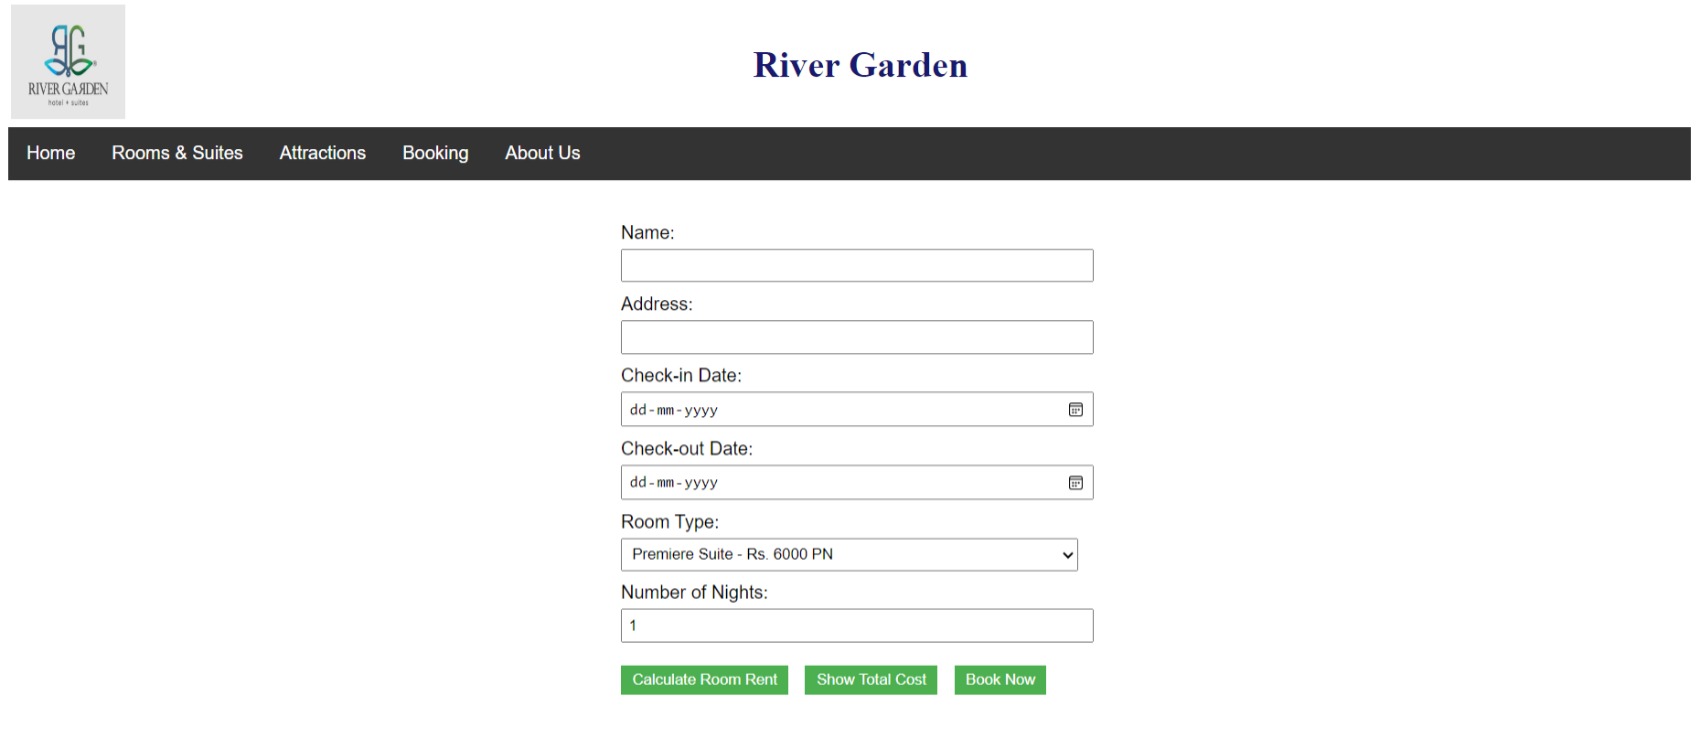 RG
RIVER GARDEN
hotel + suites
River Garden
Home Rooms & Suites Attractions Booking About Us
Name:
Address:
Check-in Date:
dd-mm-yyyy
Check-out Date:
dd-mm-yyyy
Room Type:
Premiere Suite - Rs. 6000 PN
Number of Nights:
1
Calculate Room Rent Show Total Cost Book Now